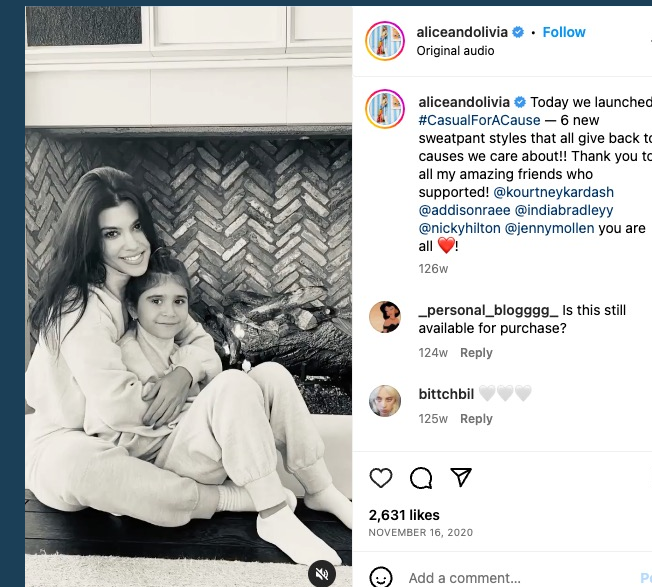 aliceandolivia • Follow
Original audio
aliceandolivia Today we launched
#CasualForACause — 6 new
sweatpant styles that all give back to
causes we care about!! Thank you to
all my amazing friends who
supported! @kourtneykardash
@addisonraee @indiabradleyy
@nickyhilton @jennymollen you are
all ❤️!
126w
_personal_blogggg_ Is this still
available for purchase?
124w Reply
bittchbil 🤍🤍🤍
125w Reply
2,631 likes
NOVEMBER 16, 2020
Add a comment...